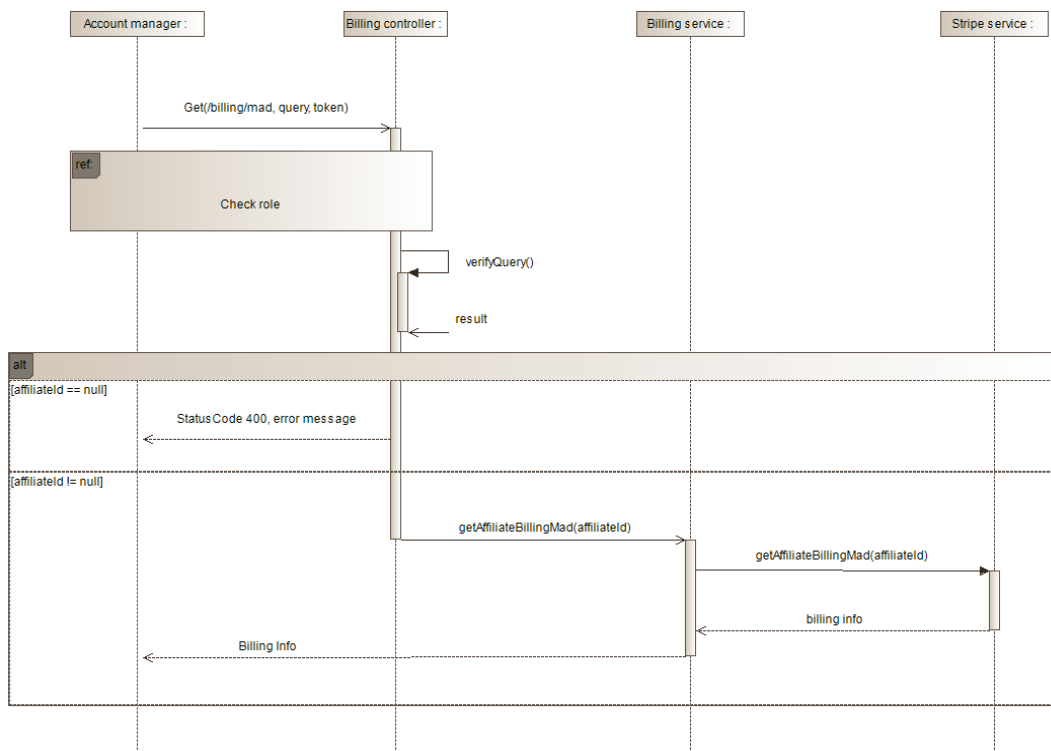 Account manager :
Billing controller :
Billing service :
Stripe service :
Get(/billing/mad, query, token)
ref:
Check role
verifyQuery()
result
alt
[affiliateId == null]
StatusCode 400, error message
[affiliateId != null]
getAffiliateBillingMad(affiliateId)
getAffiliateBillingMad(affiliateId)
billing info
Billing Info